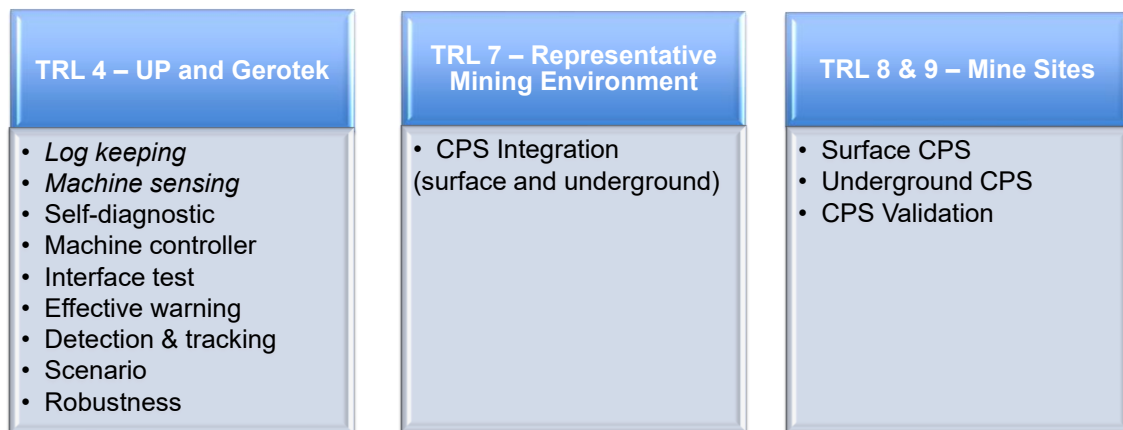 TRL 4 – UP and Gerotek
• Log keeping
• Machine sensing
• Self-diagnostic
• Machine controller
• Interface test
• Effective warning
• Detection & tracking
• Scenario
• Robustness
TRL 7 – Representative
Mining Environment
• CPS Integration
(surface and underground)
TRL 8 & 9 – Mine Sites
• Surface CPS
• Underground CPS
• CPS Validation